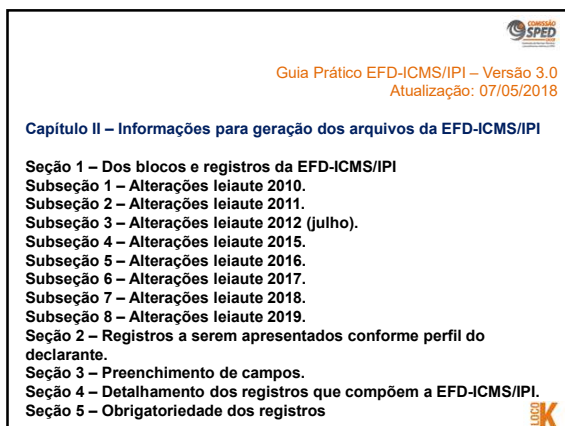 COMISSÃO
SPED
Guia Prático EFD-ICMS/IPI – Versão 3.0
Atualização: 07/05/2018
Capítulo II – Informações para geração dos arquivos da EFD-ICMS/IPI
Seção 1 – Dos blocos e registros da EFD-ICMS/IPI
Subseção 1 – Alterações leiaute 2010.
Subseção 2 – Alterações leiaute 2011.
Subseção 3 – Alterações leiaute 2012 (julho).
Subseção 4 – Alterações leiaute 2015.
Subseção 5 – Alterações leiaute 2016.
Subseção 6 – Alterações leiaute 2017.
Subseção 7 – Alterações leiaute 2018.
Subseção 8 – Alterações leiaute 2019.
Seção 2 – Registros a serem apresentados conforme perfil do
declarante.
Seção 3 – Preenchimento de campos.
Seção 4 – Detalhamento dos registros que compõem a EFD-ICMS/IPI.
Seção 5 – Obrigatoriedade dos registros
LOCO
K